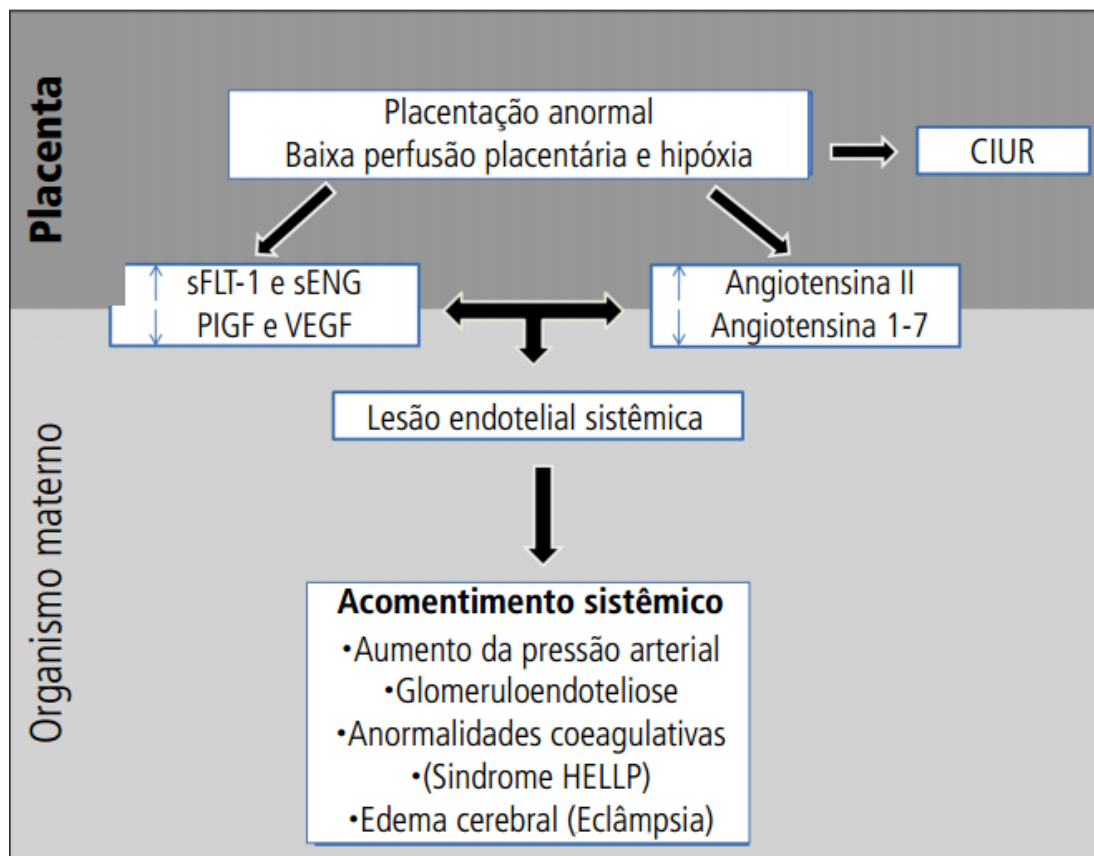 Placenta
Placentação anormal
Baixa perfusão placentária e hipóxia
CIUR
sFLT-1 e sENG
PIGF e VEGF
Angiotensina II
Angiotensina 1-7
Organismo materno
Lesão endotelial sistêmica
Acomentimento sistêmico
•Aumento da pressão arterial
•Glomeruloendoteliose
•Anormalidades coeagulativas
•(Sindrome HELLP)
•Edema cerebral (Eclâmpsia)